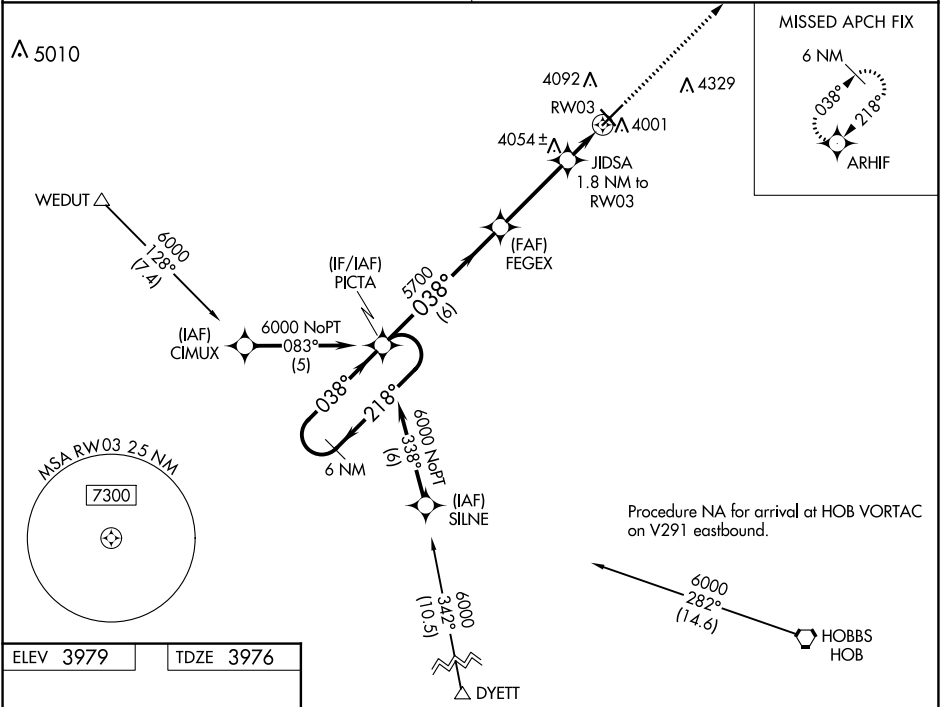 5010
MISSED APCH FIX
6 NM
038°
218°
ARHIF
4092
4329
RW03
4001
4054 ±
JIDSA
1.8 NM to
RW03
WEDUT
6000
128°
(7.4)
(FAF)
FEGEX
(IF/IAF)
PICTA
5700
038°
(6)
(IAF)
CIMUX
6000 NoPT
083°
(5)
038°
218°
6 NM
6000 NoPT
338°
(6)
(IAF)
SILNE
MSA RW03 25 NM
7300
Procedure NA for arrival at HOB VORTAC
on V291 eastbound.
6000
282°
(14.6)
HOBBS
HOB
6000
342°
(10.5)
DYETT
ELEV 3979
TDZE 3976